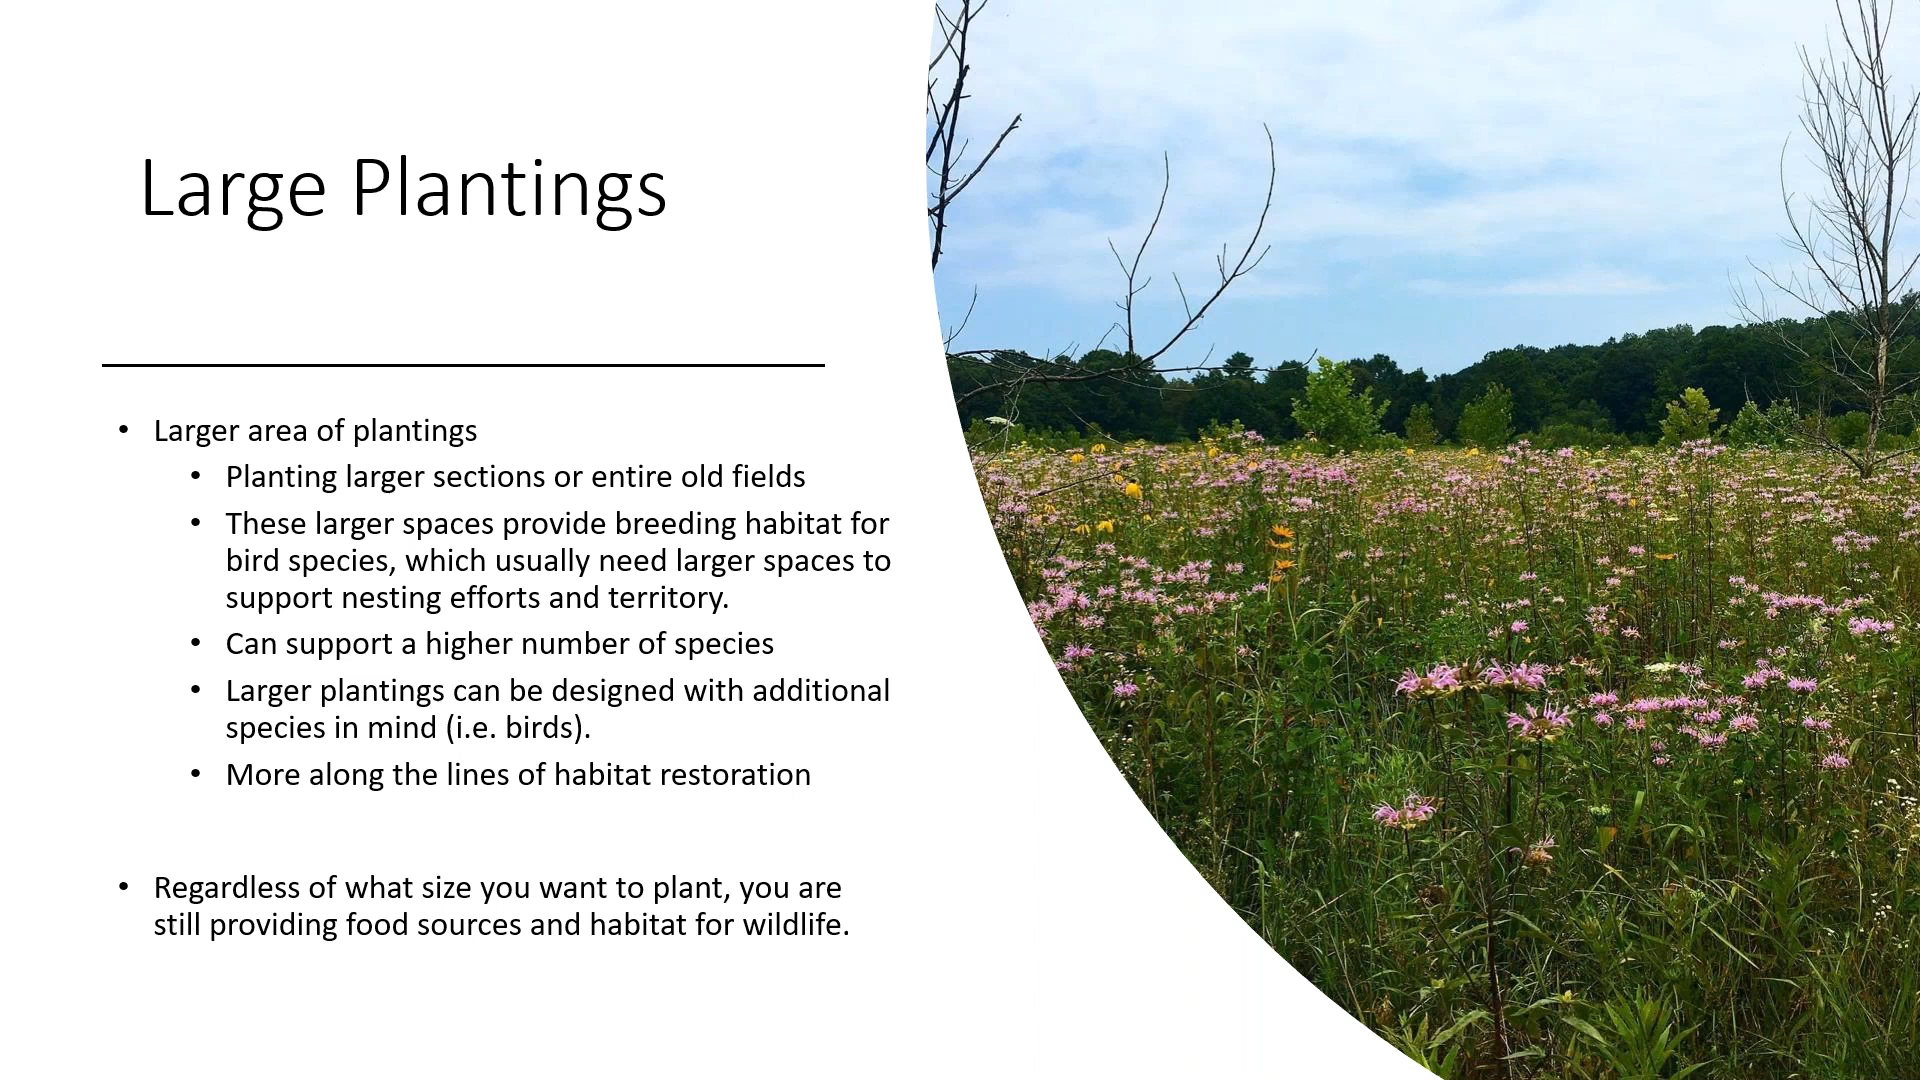 Large Plantings
• Larger area of plantings
• Planting larger sections or entire old fields
• These larger spaces provide breeding habitat for
bird species, which usually need larger spaces to
support nesting efforts and territory.
• Can support a higher number of species
• Larger plantings can be designed with additional
species in mind (i.e. birds).
• More along the lines of habitat restoration
• Regardless of what size you want to plant, you are
still providing food sources and habitat for wildlife.